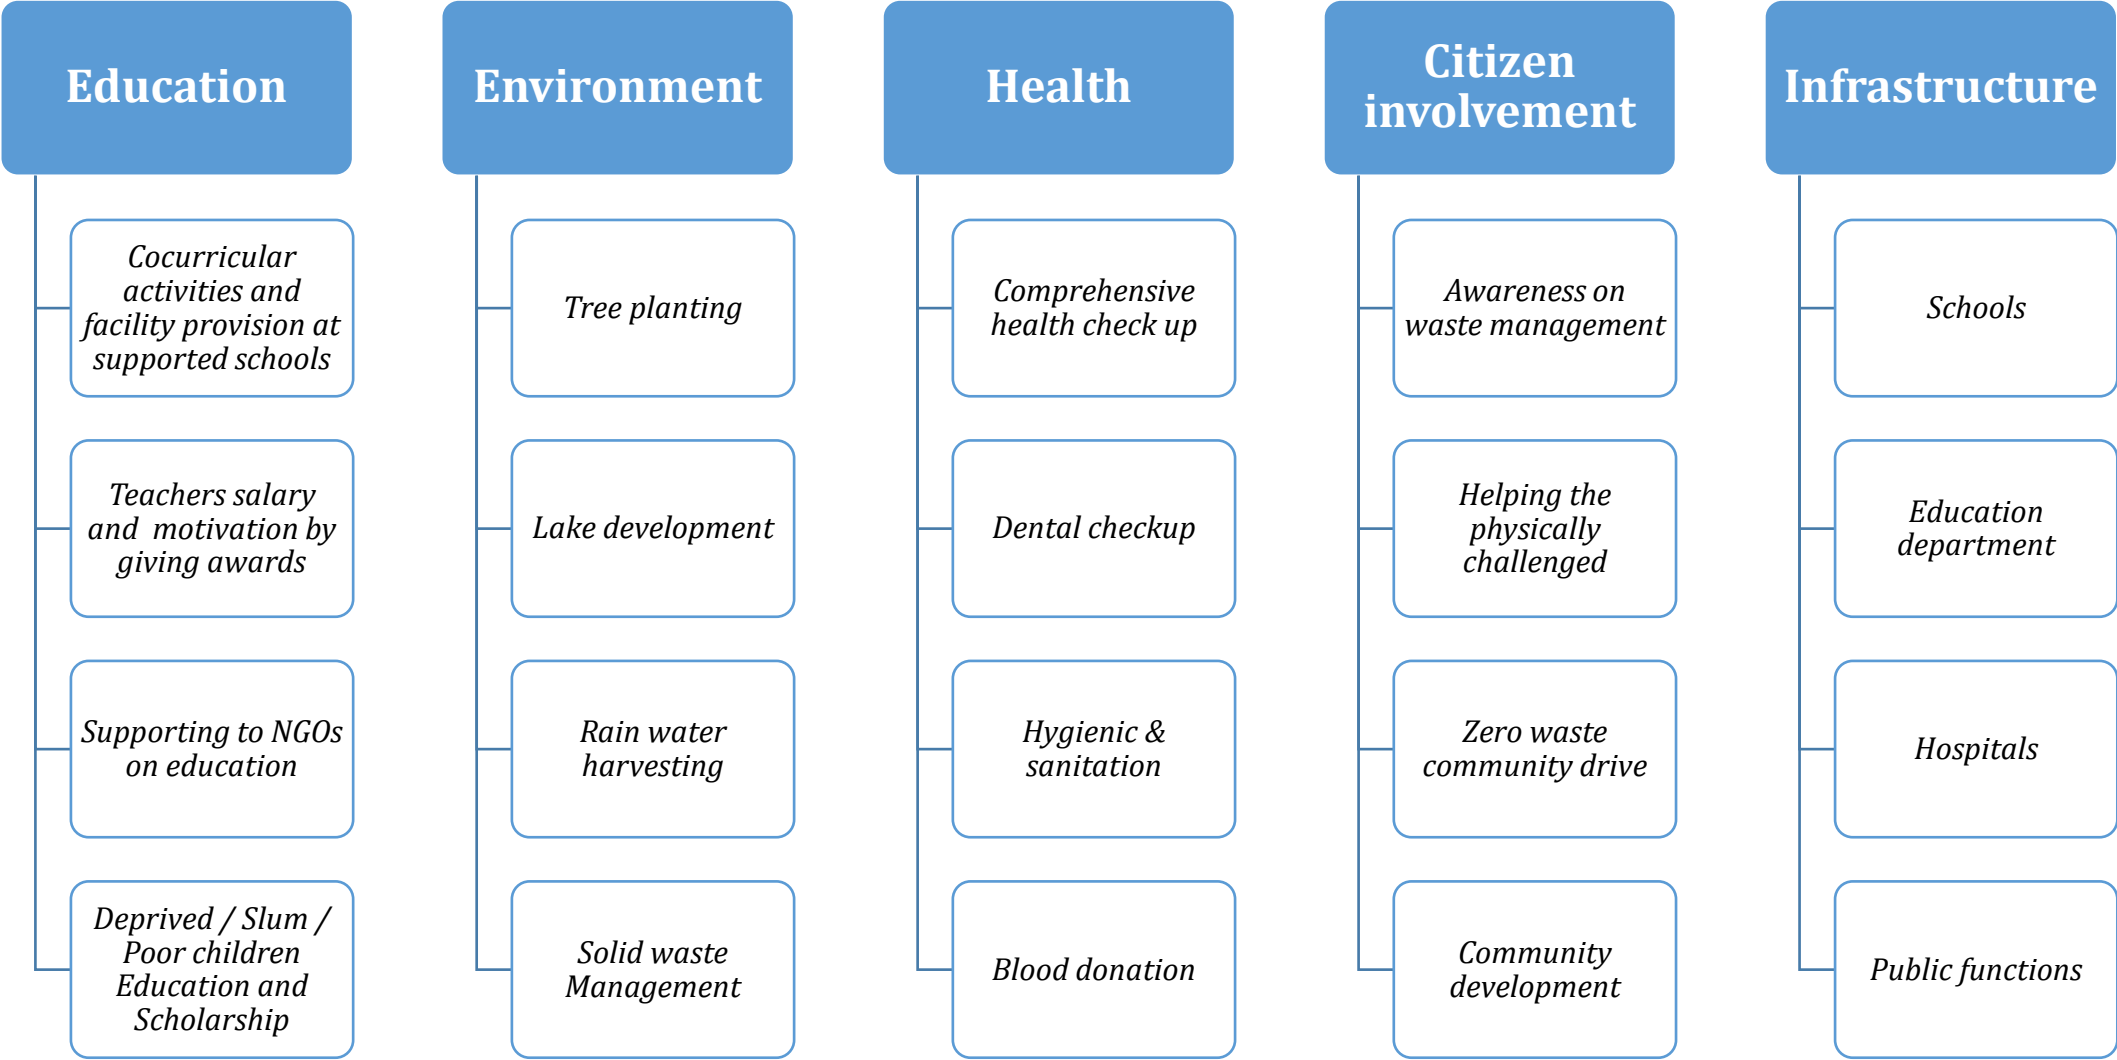 Education
Cocurricular
activities and
facility provision at
supported schools
Teachers salary
and  motivation by
giving awards
Supporting to NGOs
on education
Deprived / Slum /
Poor children
Education and
Scholarship
Environment
Tree planting
Lake development
Rain water
harvesting
Solid waste
Management
Health
Comprehensive
health check up
Dental checkup
Hygienic &
sanitation
Blood donation
Citizen
involvement
Awareness on
waste management
Helping the
physically
challenged
Zero waste
community drive
Community
development
Infrastructure
Schools
Education
department
Hospitals
Public functions